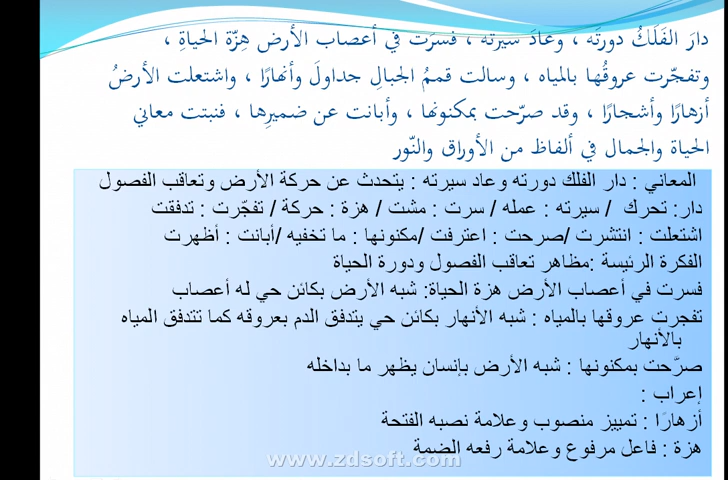 دارَ الفَلَكُ دورتَه ، وعادَ سيرته ، فسرَت في أعصاب الأرض هِزّة الحياةِ ،
وتفجّرت عروقُها بالمياه ، وسالت قممُ الجبالِ جداولَ وأنهارًا ، واشتعلت الأرضُ
أزهارًا وأشجارًا ، وقد صرّحت بمكنونها ، وأبانت عن ضميرِها ، فنبتت معاني
الحياة والجمال في ألفاظ من الأوراق والنّور
المعاني : دار الفلك دورته وعاد سيرته : يتحدث عن حركة الأرض وتعاقب الفصول
دار: تحرك / سيرته : عمله / سرت : مشت / هزة : حركة / تفجّرت : تدفقت
اشتعلت : انتشرت /صرحت : اعترفت /مكنونها : ما تخفيه /أبانت : أظهرت
الفكرة الرئيسة :مظاهر تعاقب الفصول ودورة الحياة
فسرت في أعصاب الأرض هزة الحياة: شبه الأرض بكائن حي له أعصاب
تفجرت عروقها بالمياه : شبه الأنهار بكائن حي يتدفق الدم بعروقه كما تتدفق المياه
بالأنهار
صرّحت بمكنونها : شبه الأرض بإنسان يظهر ما بداخله
إعراب :
أزهارًا : تمييز منصوب وعلامة نصبه الفتحة
هزة : فاعل مرفوع وعلامة رفعه الضمة
www.zdsoft.com